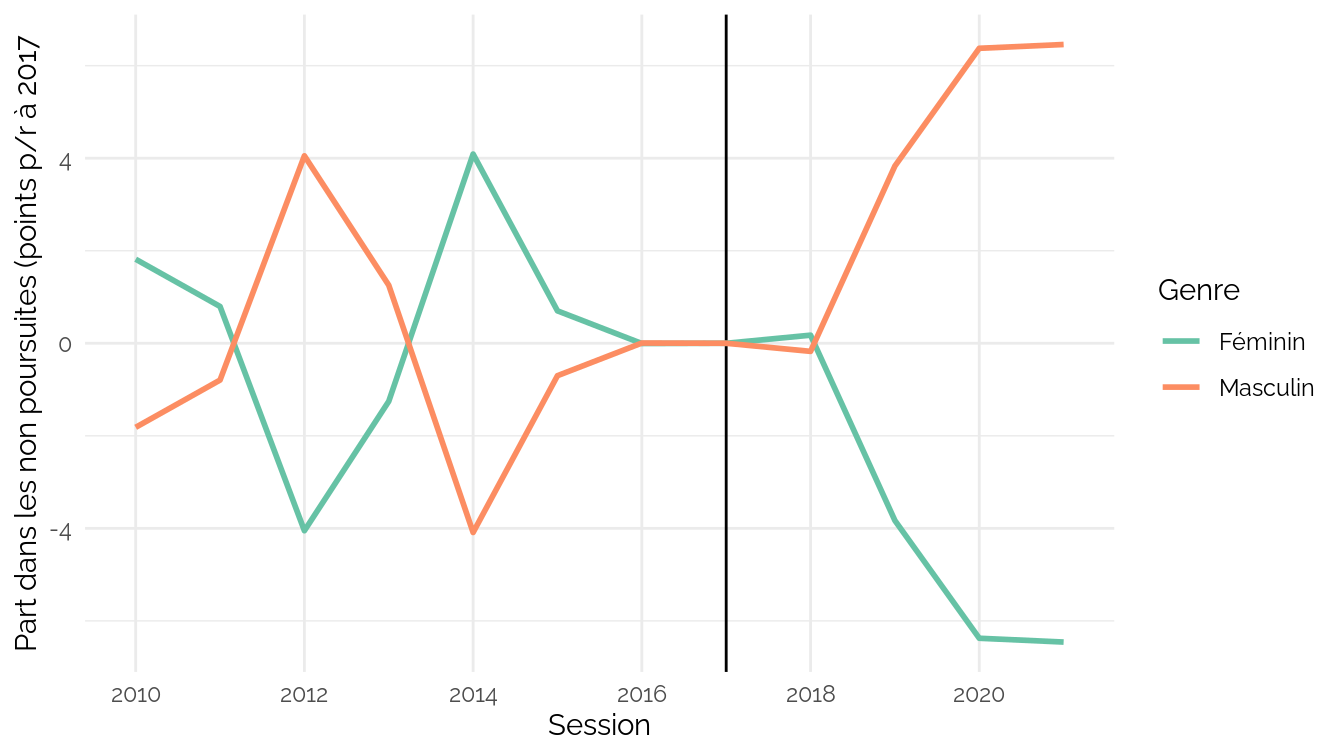 Part dans les non poursuites (points p/r à 2017
4
0
-4
2010
2012
2014
2016
2018
2020
Session
Genre
Féminin
Masculin